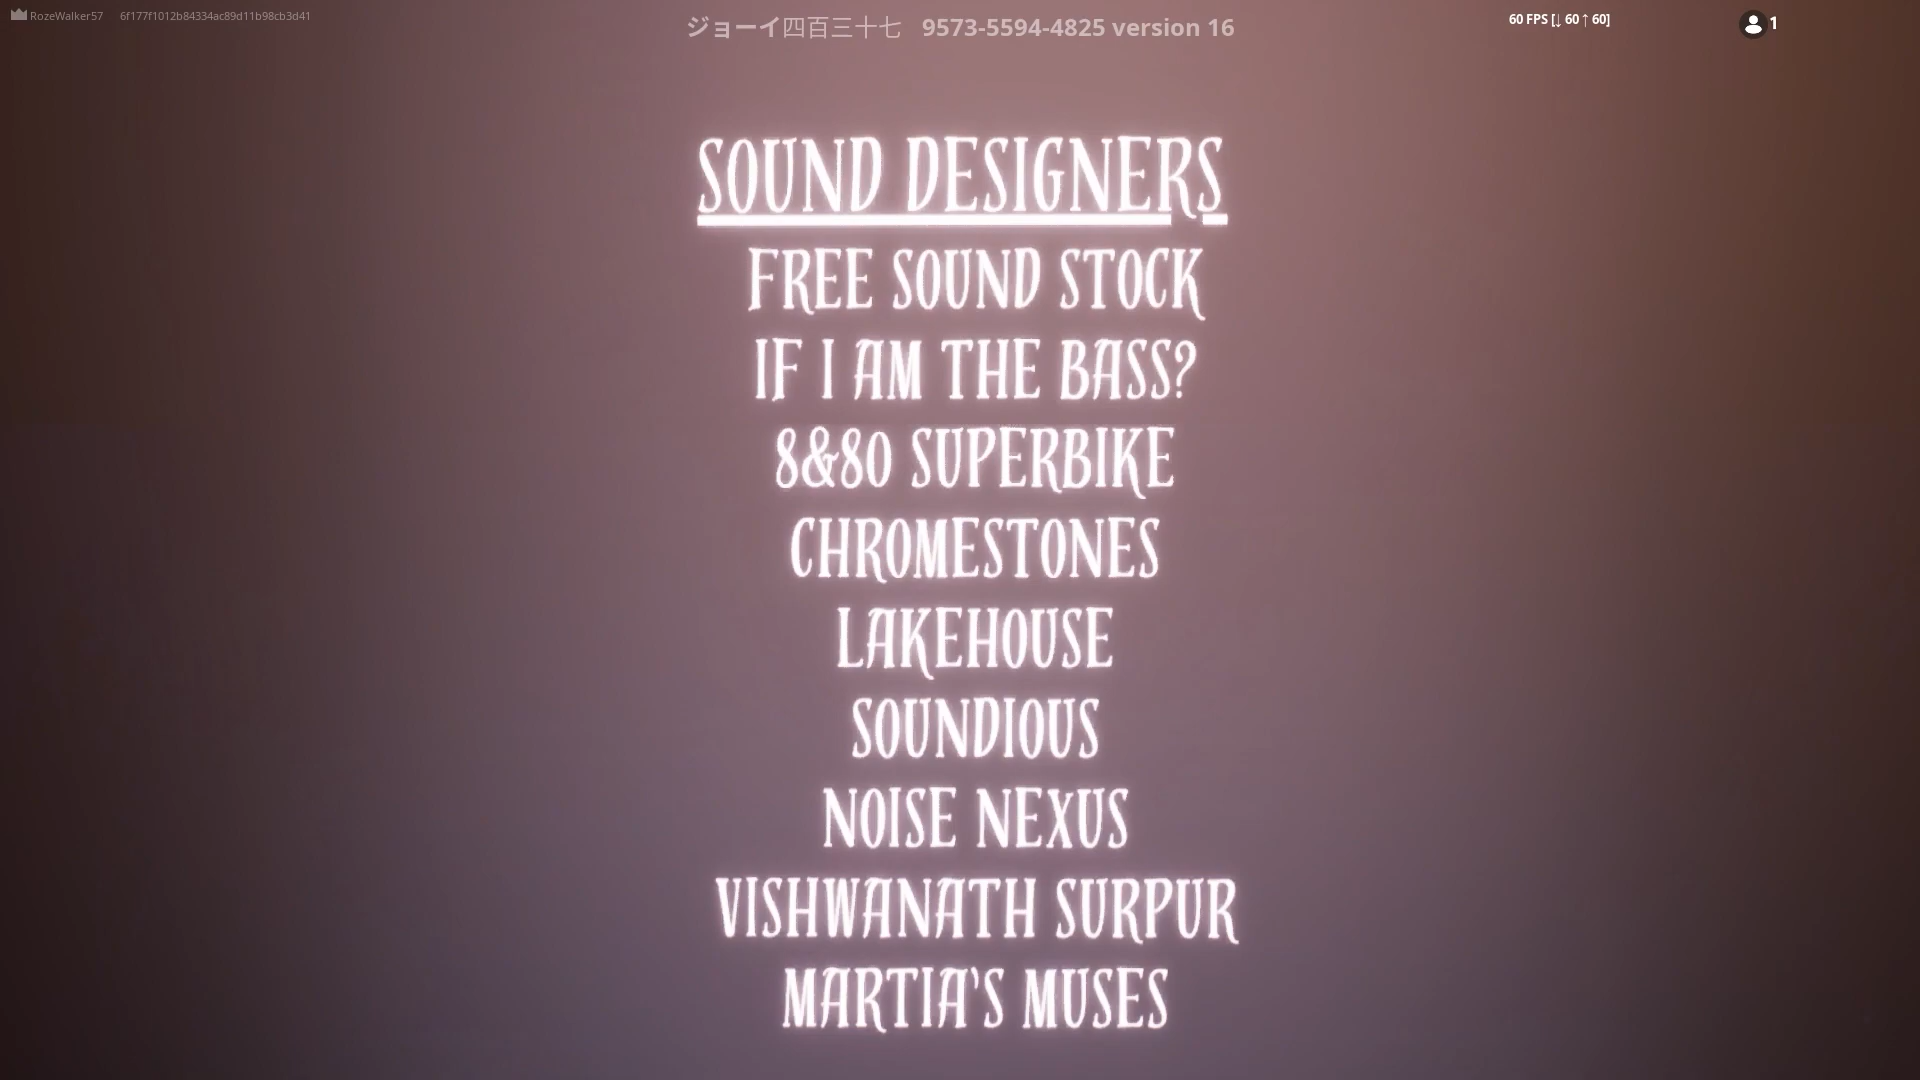 RozeWalker57 6f177f1012b84334ac89d11b98cb3d41
ジョーイ四百三十七 9573-5594-4825 version 16
60 FPS [↓ 60 ↑ 60]
1
SOUND DESIGNERS
FREE SOUND STOCK
IF I AM THE BASS?
8&80 SUPERBIKE
CHROMESTONES
LAKEHOUSE
SOUNDIOUS
NOISE NEXUS
VISHWANATH SURPUR
MARTIA'S MUSES